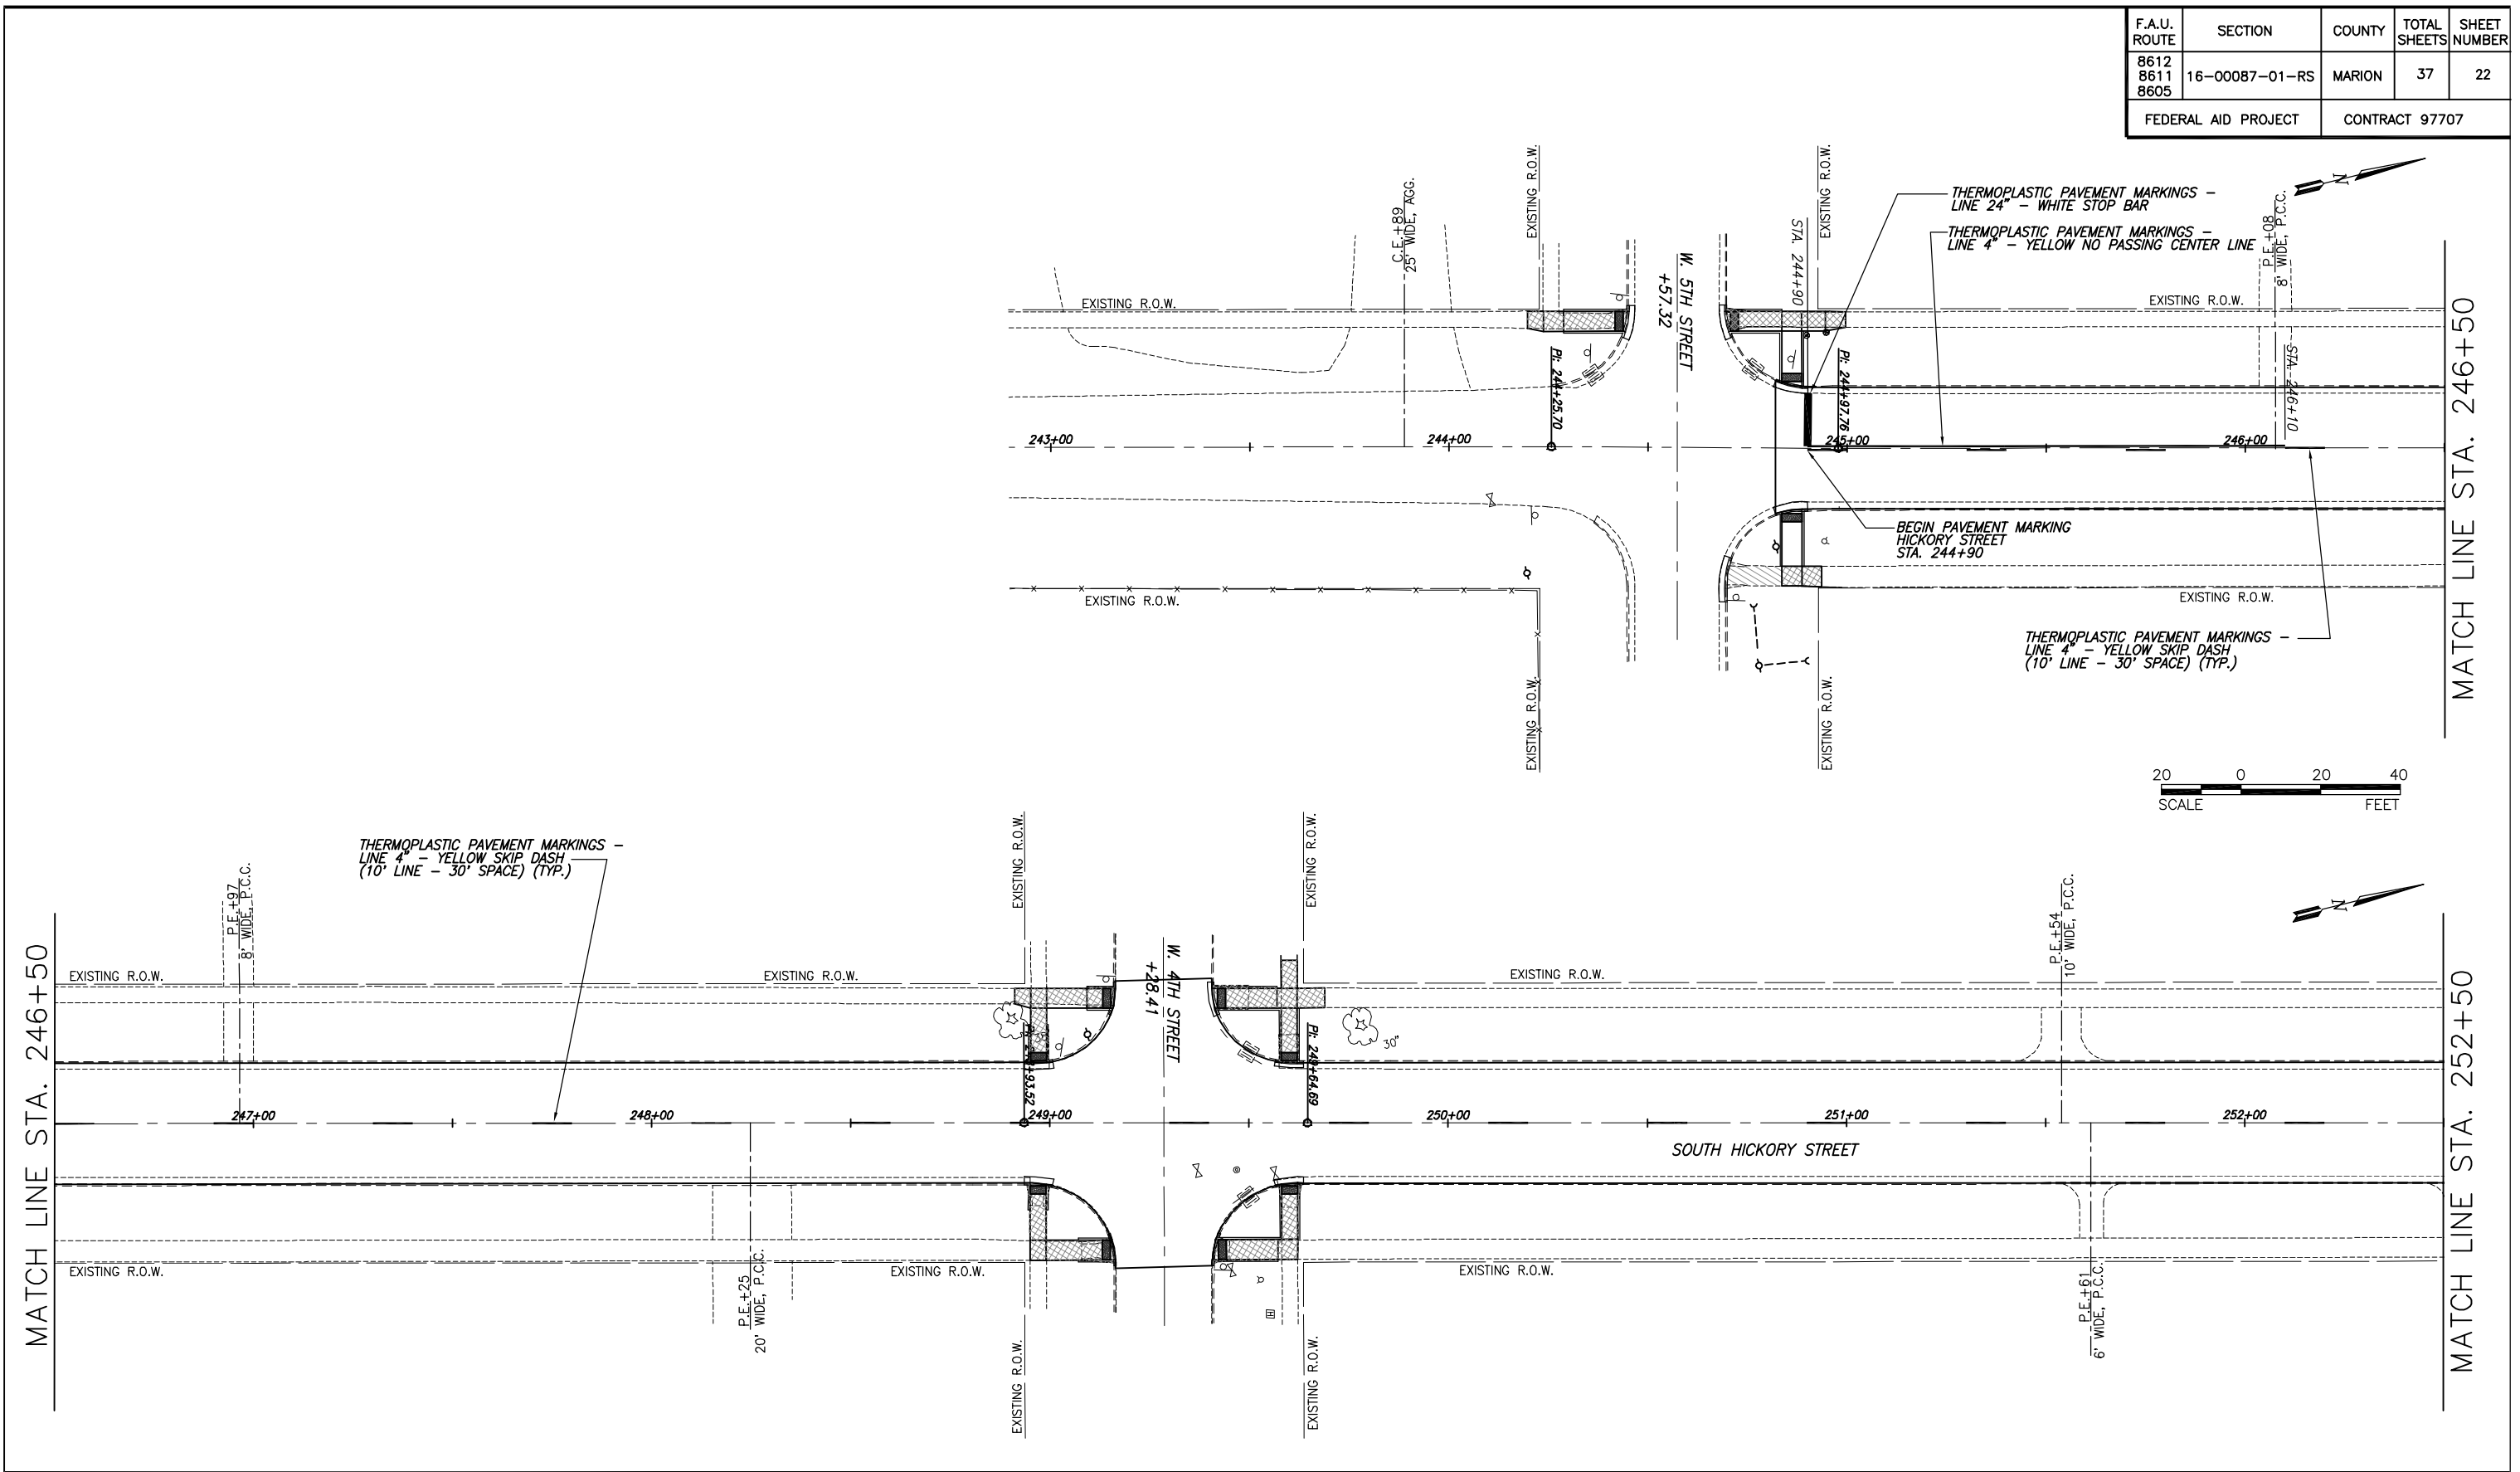 F.A.U. ROUTE
SECTION
COUNTY
TOTAL SHEETS
SHEET NUMBER
8612
8611
8605
16-00087-01-RS
MARION
37
22
FEDERAL AID PROJECT
CONTRACT 97707
N
EXISTING R.O.W.
EXISTING R.O.W.
C.E. +89
25' WIDE, AGG.
THERMOPLASTIC PAVEMENT MARKINGS –
LINE 24" – WHITE STOP BAR
THERMOPLASTIC PAVEMENT MARKINGS –
LINE 4" – YELLOW NO PASSING CENTER LINE
P.E. +08
8' WIDE, P.C.C.
STA. 244+90
W. 5TH STREET
+57.32
EXISTING R.O.W.
EXISTING R.O.W.
PI: 244+25.70
PI: 244+97.76
STA. 246+10
243+00
244+00
245+00
246+00
BEGIN PAVEMENT MARKING
HICKORY STREET
STA. 244+90
EXISTING R.O.W.
EXISTING R.O.W.
THERMOPLASTIC PAVEMENT MARKINGS –
LINE 4" – YELLOW SKIP DASH
(10' LINE – 30' SPACE) (TYP.)
EXISTING R.O.W.
EXISTING R.O.W.
MATCH LINE STA. 246+50
20 0 20 40
SCALE FEET
THERMOPLASTIC PAVEMENT MARKINGS –
LINE 4" – YELLOW SKIP DASH
(10' LINE – 30' SPACE) (TYP.)
EXISTING R.O.W.
EXISTING R.O.W.
P.E. +97
8' WIDE, P.C.C.
P.E. +54
10' WIDE, P.C.C.
N
MATCH LINE STA. 246+50
EXISTING R.O.W.
EXISTING R.O.W.
W. 4TH STREET
+28.41
EXISTING R.O.W.
+93.52
PI: 249+64.69
30"
247+00
248+00
249+00
250+00
251+00
252+00
SOUTH HICKORY STREET
EXISTING R.O.W.
EXISTING R.O.W.
EXISTING R.O.W.
P.E. +25
20' WIDE, P.C.C.
P.E. +61
6' WIDE, P.C.C.
H
EXISTING R.O.W.
EXISTING R.O.W.
MATCH LINE STA. 252+50